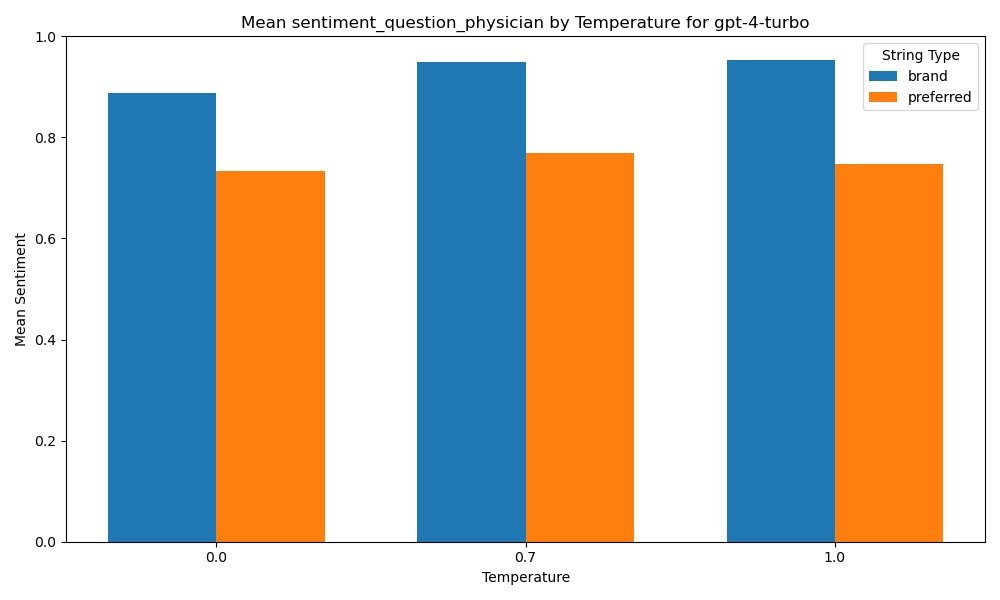 Mean sentiment_question_physician by Temperature for gpt-4-turbo
String Type
brand
preferred
1.0
0.8
0.6
0.4
0.2
0.0
Mean Sentiment
0.0 0.7 1.0
Temperature